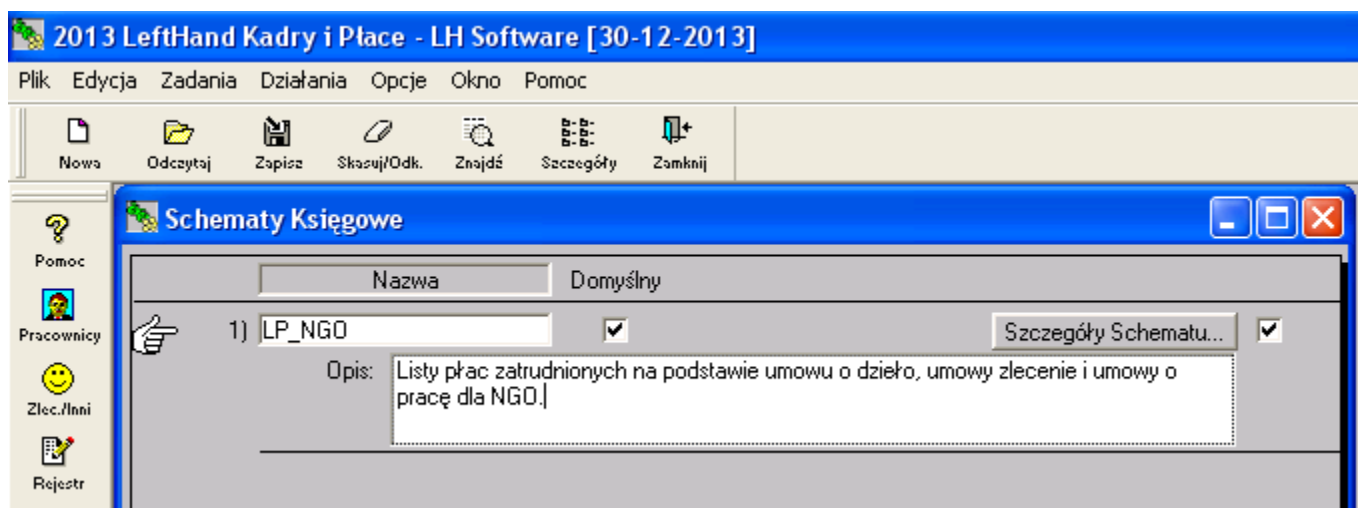 2013 LeftHand Kadry i Płace - LH Software [30-12-2013]
Plik Edycja Zadania Działania Opcje Okno Pomoc
Nowa Odczytaj Zapisz Skasuj/Odk. Znajdź Szczegóły Zamknij
Schematy Księgowe
Pomoc
Pracownicy
Zlec./Inni
Rejestr
Nazwa Domyślny
1) LP_NGO Szczegóły Schematu...
Opis: Listy płac zatrudnionych na podstawie umowu o dzieło, umowy zlecenie i umowy o
pracę dla NGO.